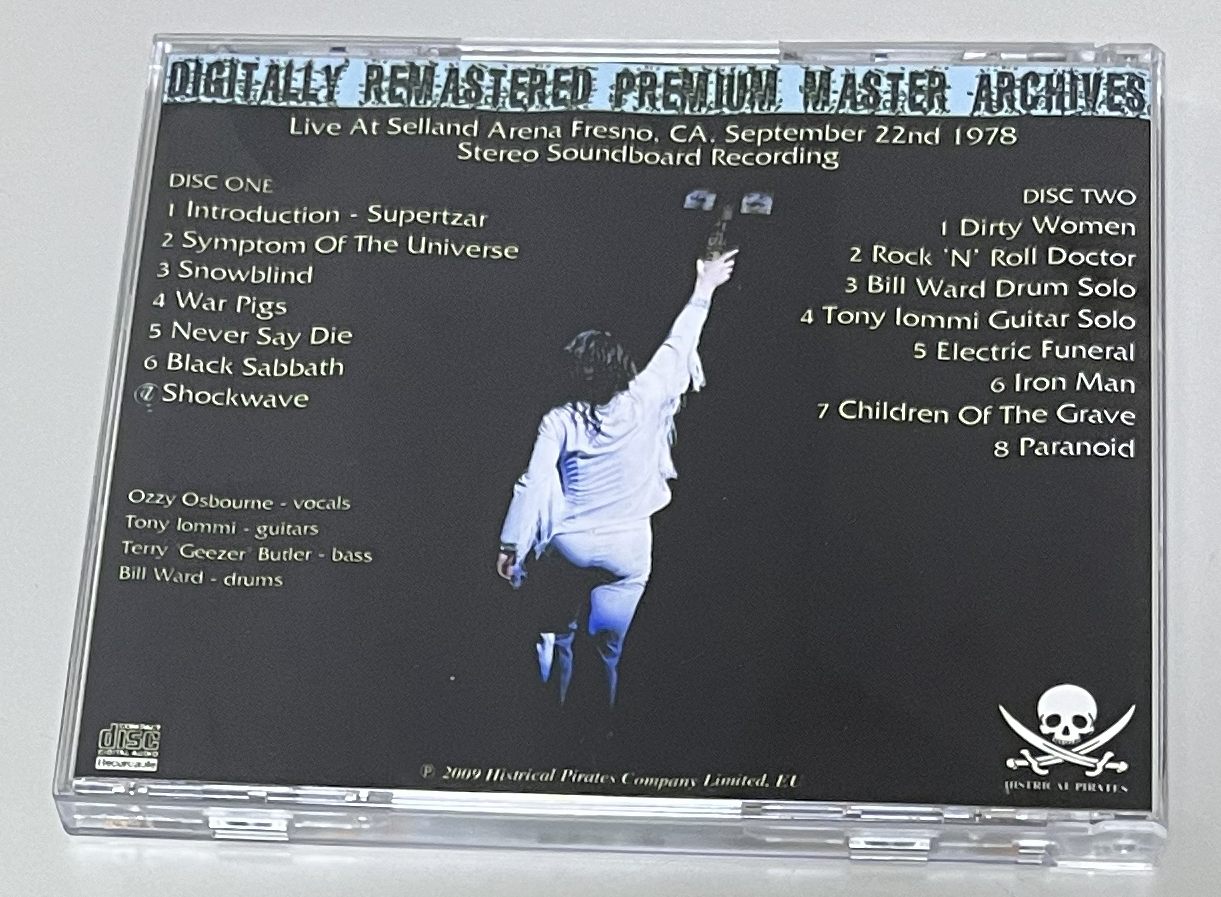 DIGITALLY REMASTERED PREMIUM MASTER ARCHIVES
Live At Selland Arena Fresno, CA. September 22nd 1978
Stereo Soundboard Recording
DISC ONE
1 Introduction - Supertzar
2 Symptom Of The Universe
3 Snowblind
4 War Pigs
5 Never Say Die
6 Black Sabbath
7 Shockwave
DISC TWO
1 Dirty Women
2 Rock 'N' Roll Doctor
3 Bill Ward Drum Solo
4 Tony Iommi Guitar Solo
5 Electric Funeral
6 Iron Man
7 Children Of The Grave
8 Paranoid
Ozzy Osbourne - vocals
Tony Iommi - guitars
Terry 'Geezer' Butler - bass
Bill Ward - drums
disc
DIGITAL AUDIO
Recordable
℗ 2009 Histrical Pirates Company Limited, EU
HISTRICAL PIRATES